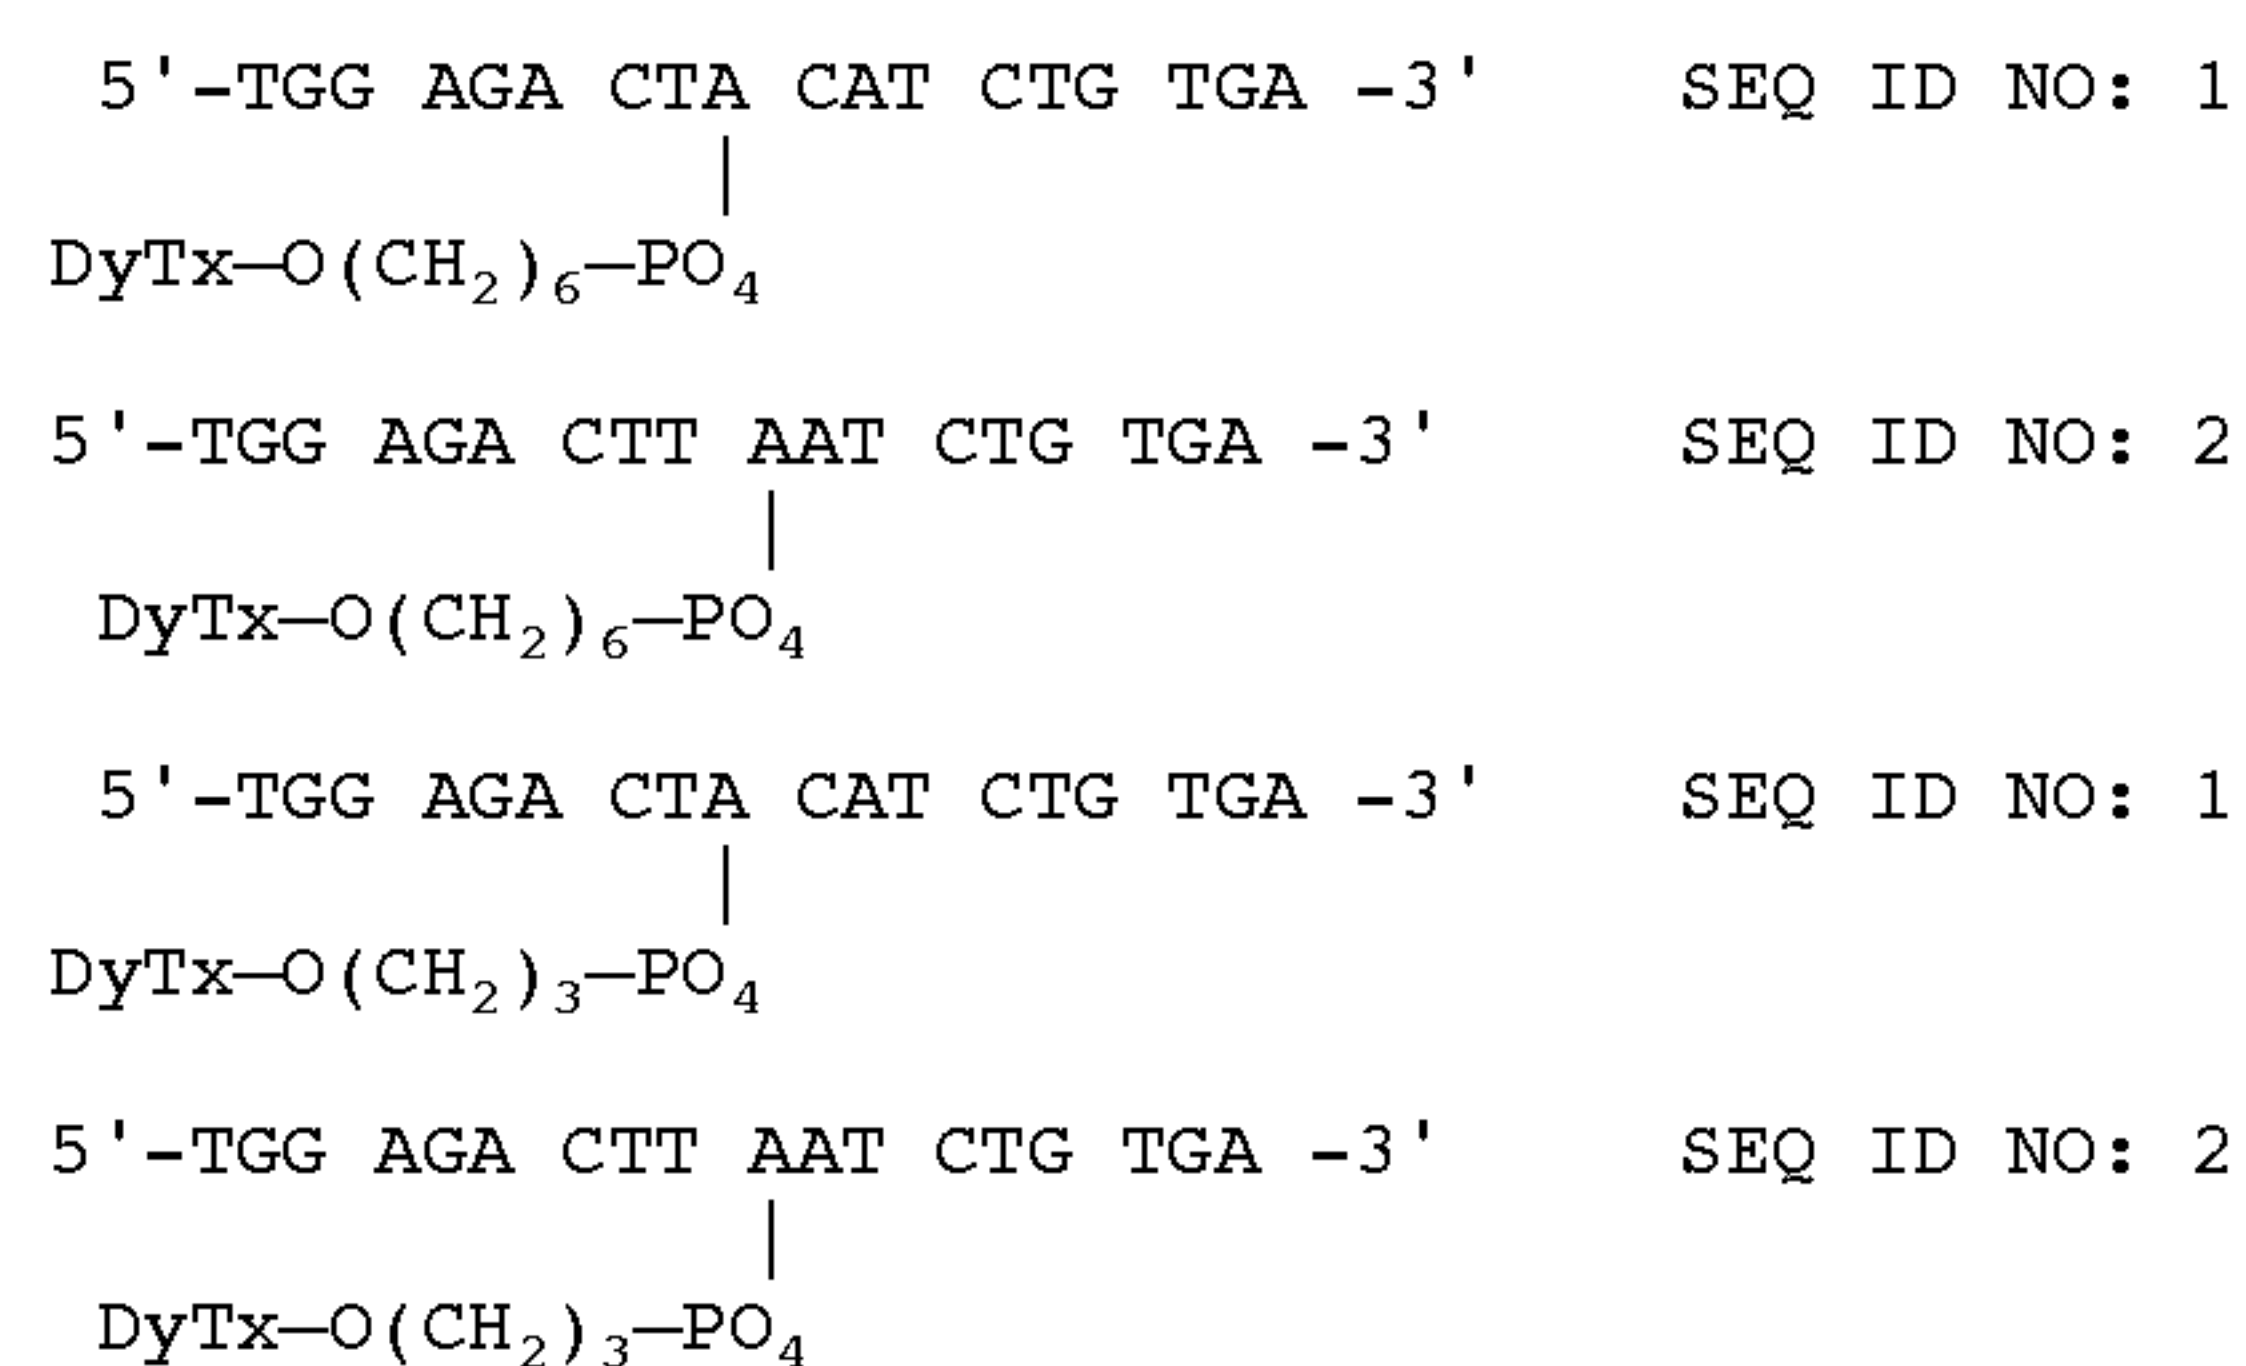 5'-TGG AGA CTA CAT CTG TGA -3' SEQ ID NO: 1
DyTx—O(CH₂)₆—PO₄
5'-TGG AGA CTT AAT CTG TGA -3' SEQ ID NO: 2
DyTx—O(CH₂)₆—PO₄
5'-TGG AGA CTA CAT CTG TGA -3' SEQ ID NO: 1
DyTx—O(CH₂)₃—PO₄
5'-TGG AGA CTT AAT CTG TGA -3' SEQ ID NO: 2
DyTx—O(CH₂)₃—PO₄